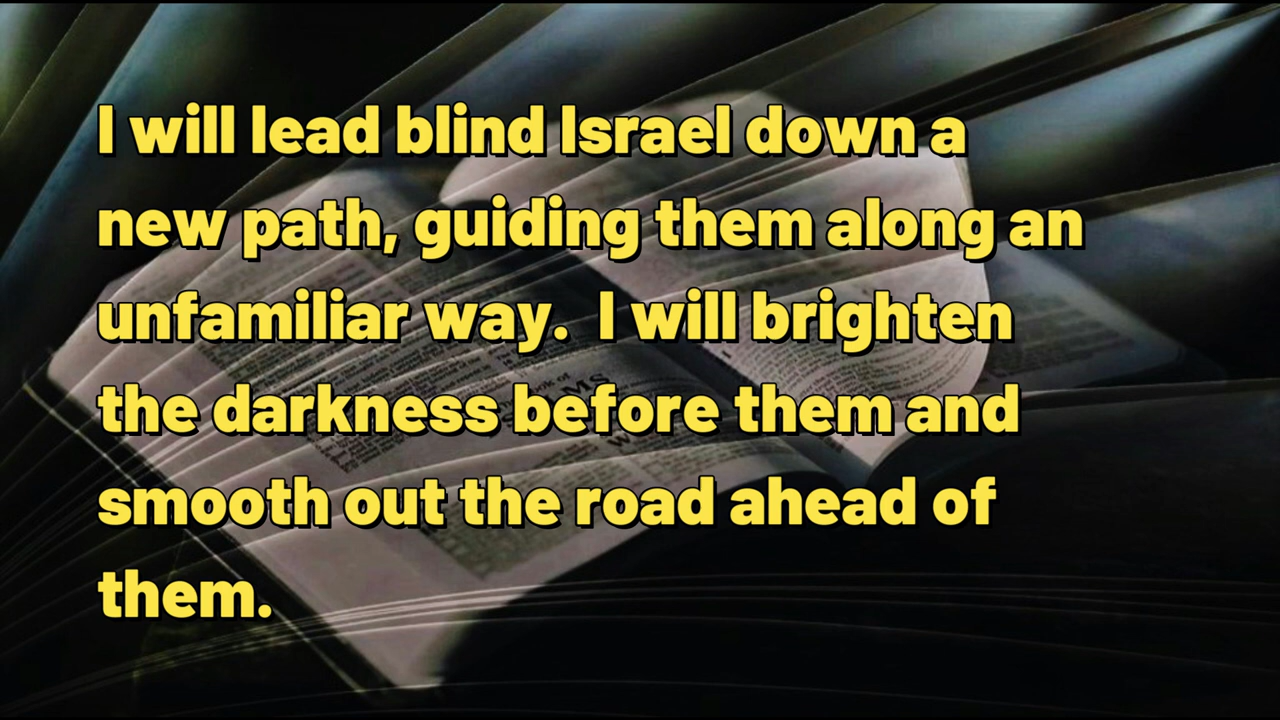 I will lead blind Israel down a
new path, guiding them along an
unfamiliar way.  I will brighten
the darkness before them and
smooth out the road ahead of
them.